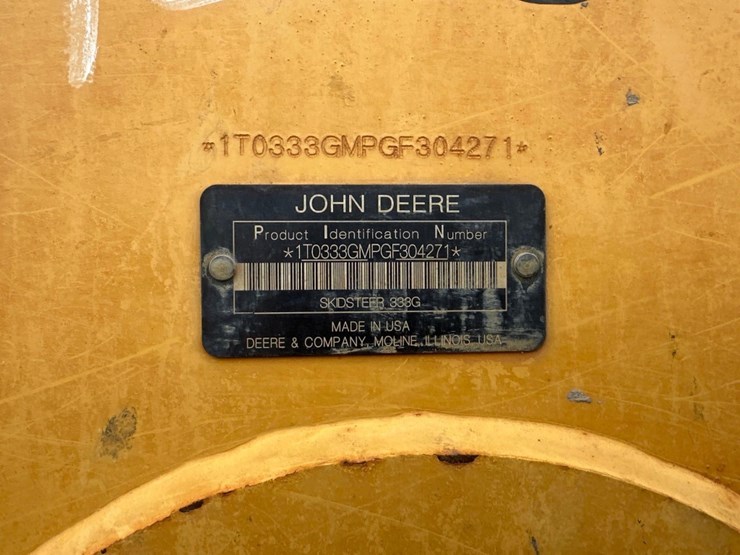 *1T0333GMPGF304271*
JOHN DEERE
Product Identification Number
*1T0333GMPGF304271*
SKIDSTEER 333G
MADE IN USA
DEERE & COMPANY, MOLINE, ILLINOIS, USA